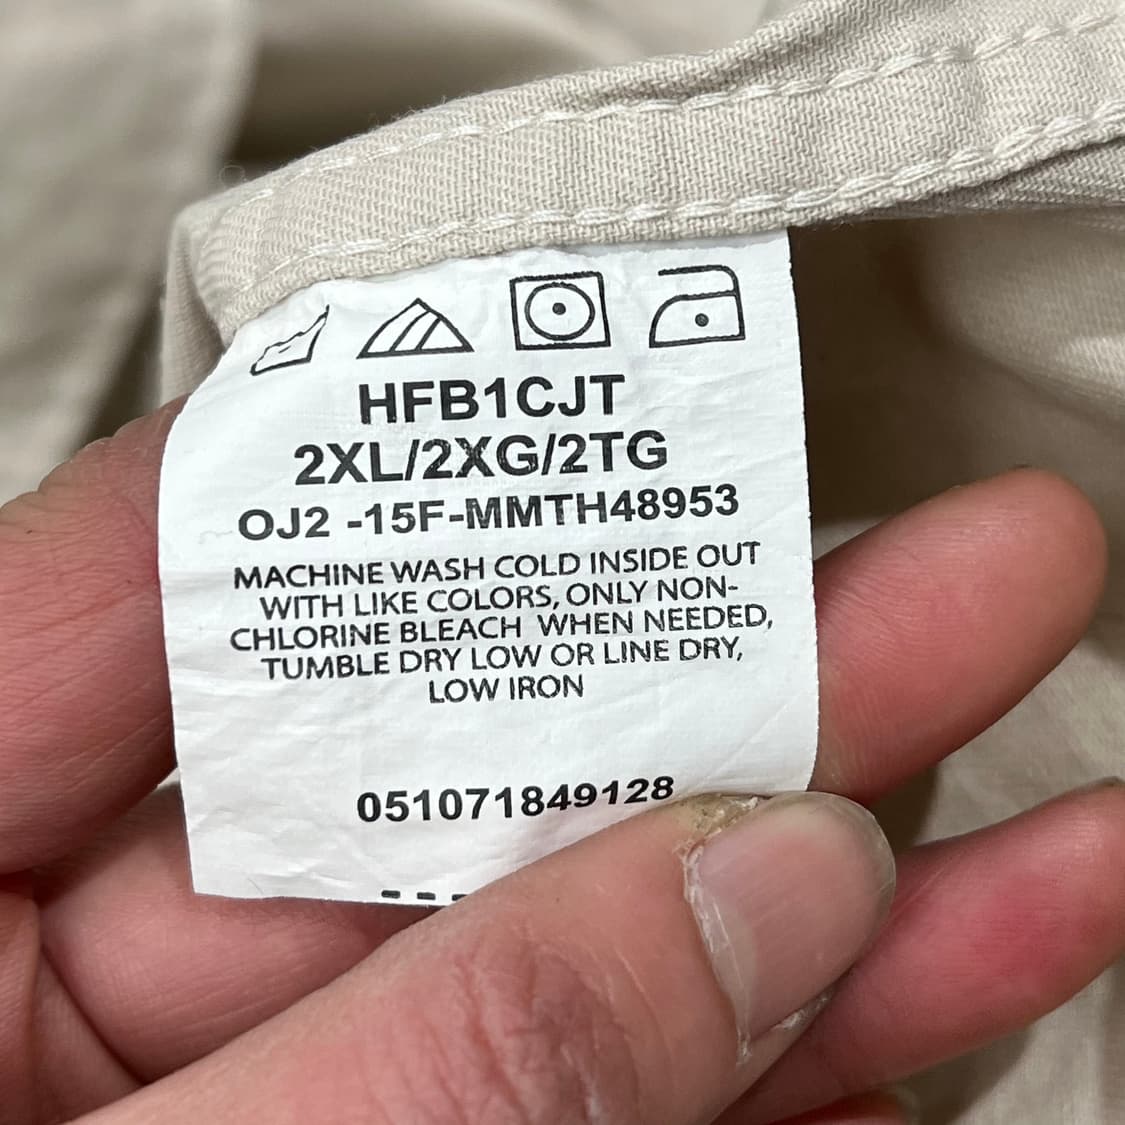 HFB1CJT
2XL/2XG/2TG
OJ2 -15F-MMTH48953
MACHINE WASH COLD INSIDE OUT
WITH LIKE COLORS, ONLY NON-
CHLORINE BLEACH WHEN NEEDED,
TUMBLE DRY LOW OR LINE DRY,
LOW IRON
051071849128